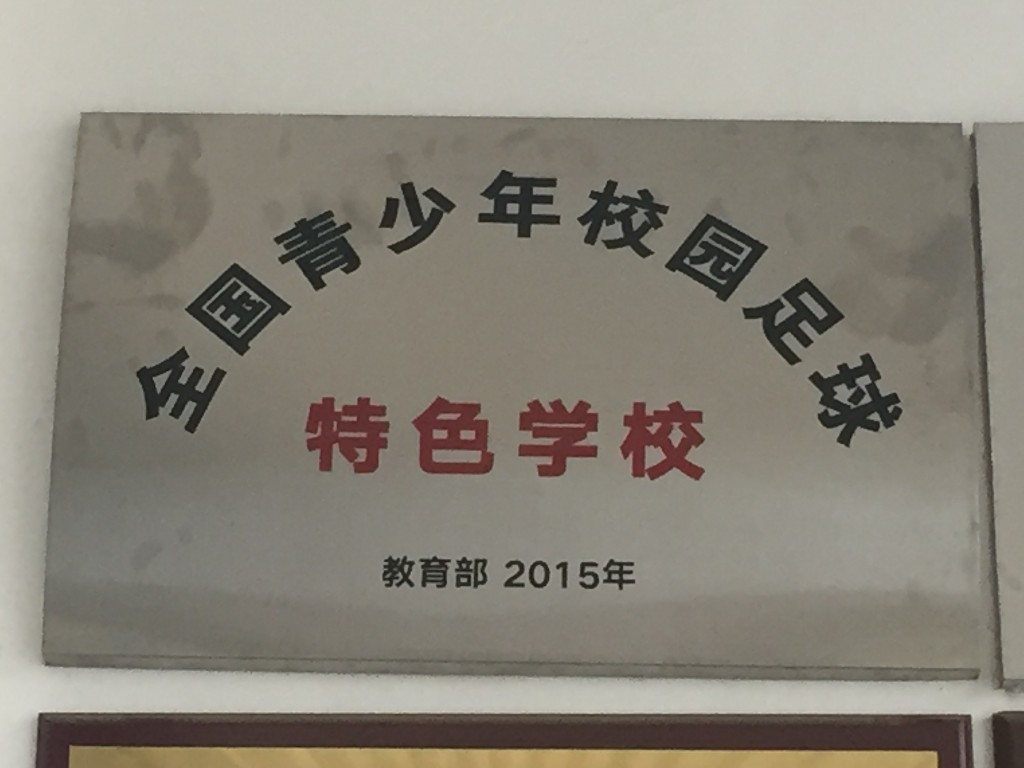 全国青少年校园足球
特色学校
教育部 2015年